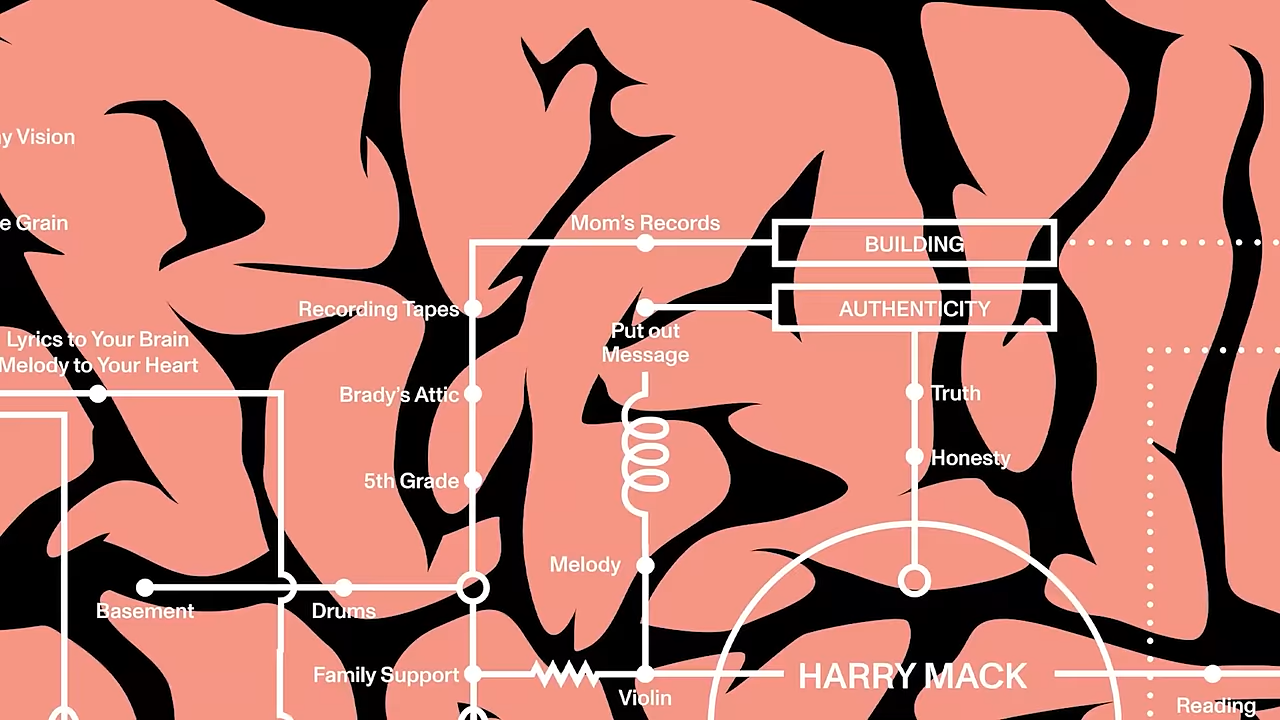 y Vision
e Grain
Mom's Records
BUILDING
Recording Tapes
AUTHENTICITY
Put out
Message
Lyrics to Your Brain
Melody to Your Heart
Brady's Attic
Truth
5th Grade
Honesty
Melody
Basement
Drums
Family Support
HARRY MACK
Violin
Reading